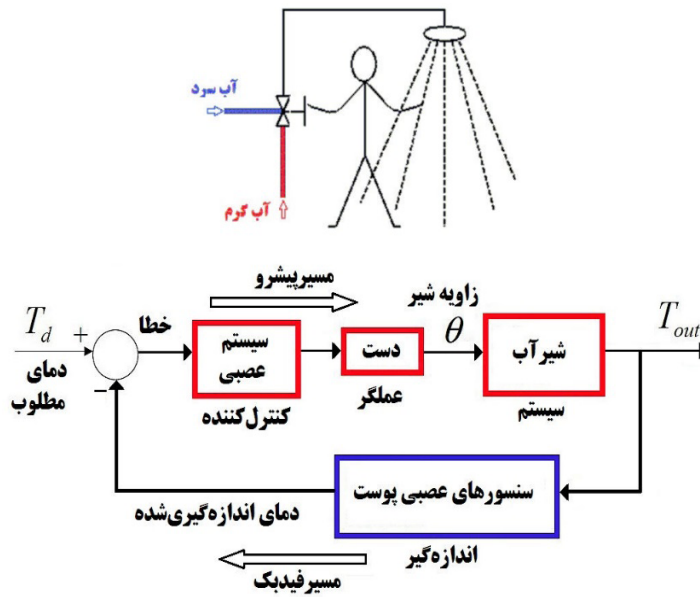 آب سرد
آب گرم
مسیرپیشرو
زاویه شیر
T_d
+
خطا
سیستم
عصبی
دست
θ
شیرآب
T_out
دمای
مطلوب
−
کنترل‌کننده
عملگر
سیستم
سنسورهای عصبی پوست
دمای اندازه‌گیری‌شده
اندازه‌گیر
مسیرفیدبک